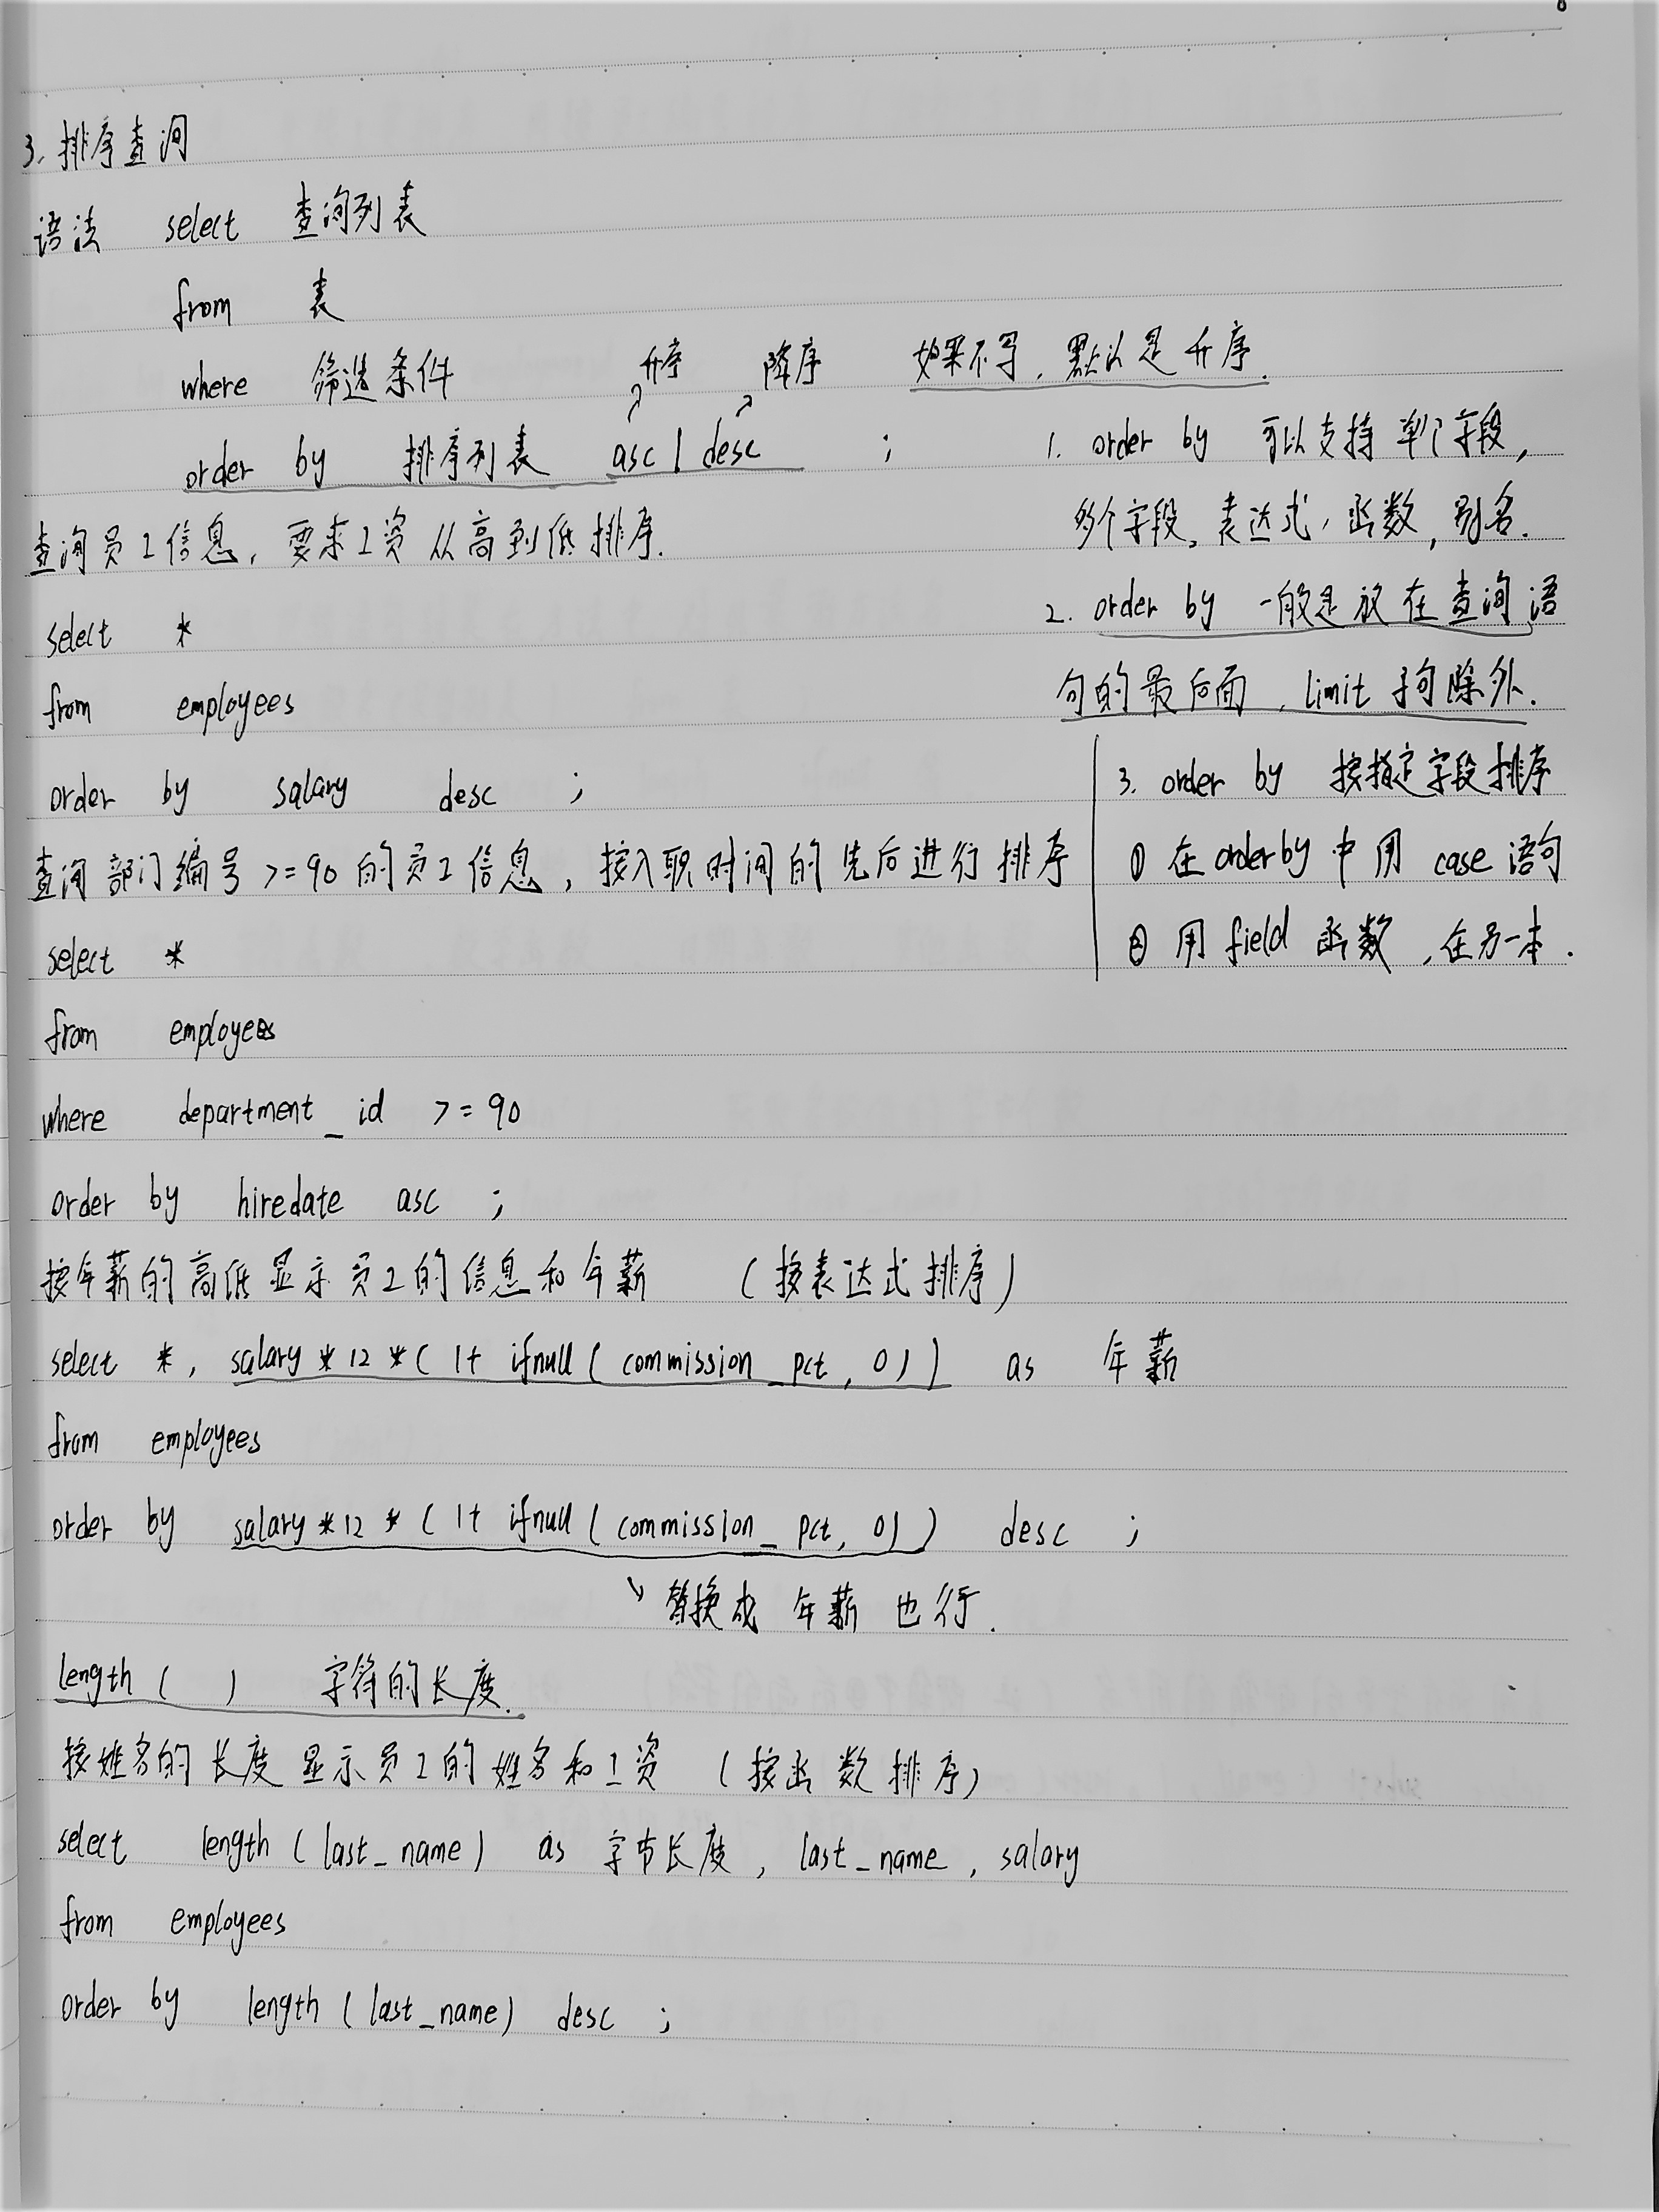 3. 排序查询
语法 select 查询列表
from 表
where 筛选条件 升序 降序 如果不写，默认是升序.
order by 排序列表 asc | desc ;
1. order by 可以支持单个字段，
多个字段，表达式，函数，别名.
查询员工信息，要求工资从高到低排序.
2. order by 一般是放在查询语
句的最后面，limit 子句除外.
select *
from employees
order by salary desc ;
3. order by 按指定字段排序
① 在 order by 中用 case 语句
② 用 field 函数，在另一本.
查询部门编号 >=90 的员工信息，按入职时间的先后进行排序
select *
from employees
where department_id >=90
order by hiredate asc ;
按年薪的高低显示员工的信息和年薪 （按表达式排序）
select *, salary*12*(1+ ifnull(commission_pct, 0)) as 年薪
from employees
order by salary*12*(1+ ifnull(commission_pct, 0)) desc ;
替换成 年薪 也行.
length ( ) 字符的长度.
按姓名的长度显示员工的姓名和工资 （按函数排序）
select length(last_name) as 字节长度, last_name, salary
from employees
order by length(last_name) desc ;